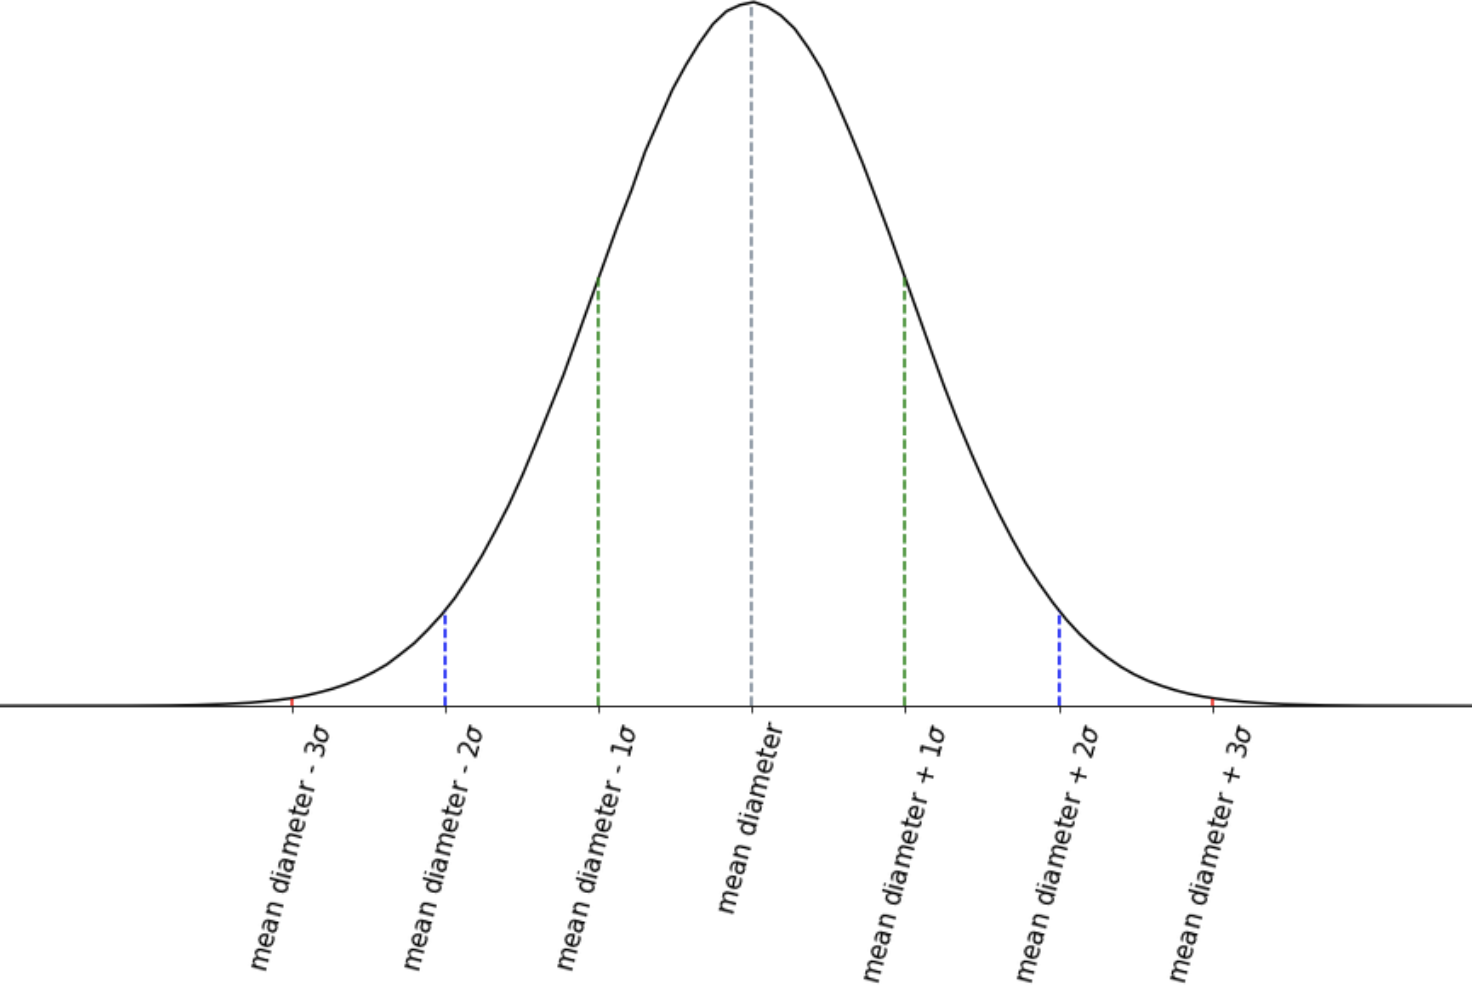 mean diameter - 3σ
mean diameter - 2σ
mean diameter - 1σ
mean diameter
mean diameter + 1σ
mean diameter + 2σ
mean diameter + 3σ